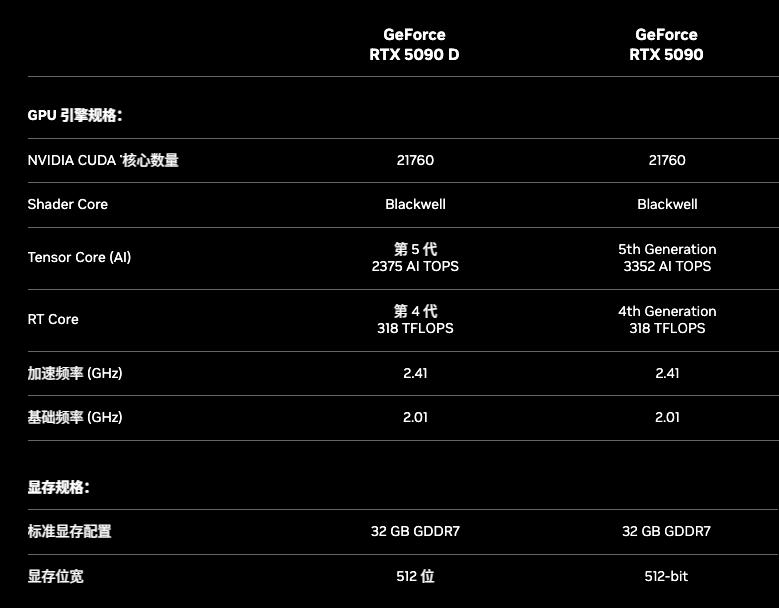 GeForce GeForce
RTX 5090 D RTX 5090
GPU 引擎规格：
NVIDIA CUDA 核心数量 21760 21760
Shader Core Blackwell Blackwell
第 5 代 5th Generation
Tensor Core (AI)
2375 AI TOPS 3352 AI TOPS
第 4 代 4th Generation
RT Core
318 TFLOPS 318 TFLOPS
加速频率 (GHz) 2.41 2.41
基础频率 (GHz) 2.01 2.01
显存规格：
标准显存配置 32 GB GDDR7 32 GB GDDR7
显存位宽 512 位 512-bit